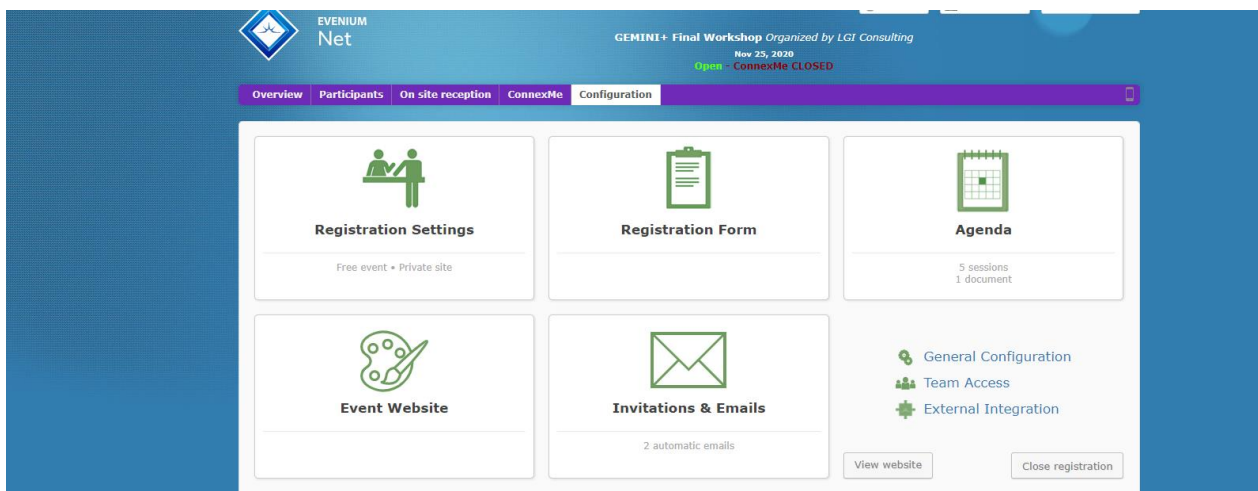 EVENIUM
Net
GEMINI+ Final Workshop Organized by LGI Consulting
Nov 25, 2020
Open - ConnexMe CLOSED
Overview Participants On site reception ConnexMe Configuration
Registration Settings
Free event • Private site
Registration Form
Agenda
5 sessions
1 document
Event Website
Invitations & Emails
2 automatic emails
General Configuration
Team Access
External Integration
View website
Close registration